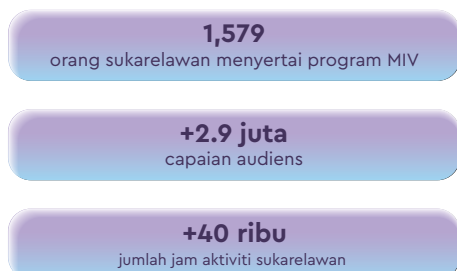 1,579
orang sukarelawan menyertai program MIV
+2.9 juta
capaian audiens
+40 ribu
jumlah jam aktiviti sukarelawan